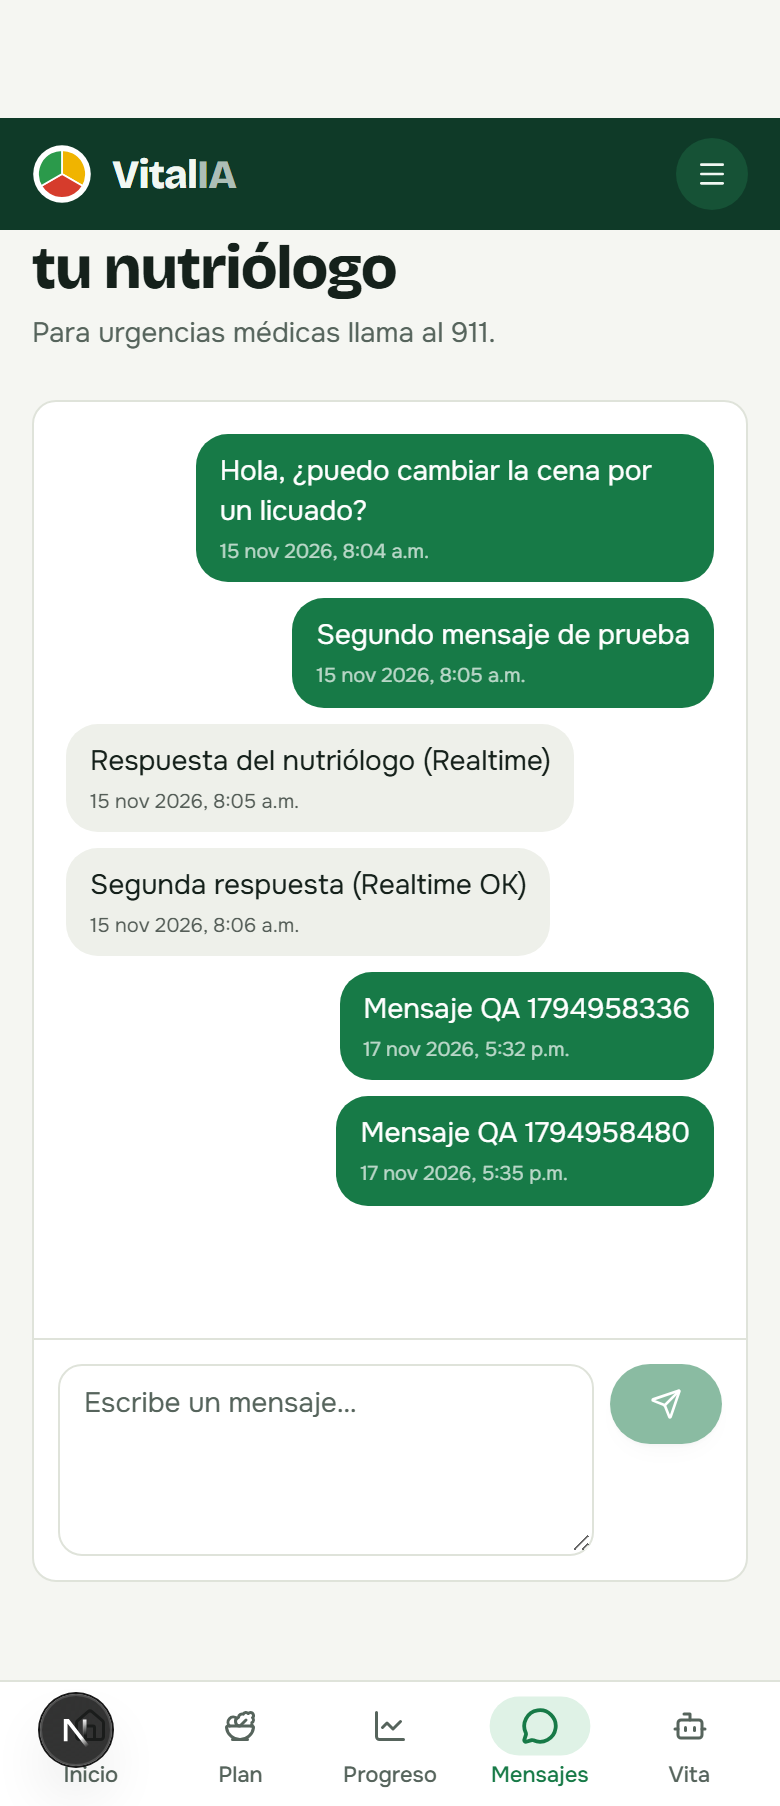 VitalIA
tu nutriólogo
Para urgencias médicas llama al 911.
Hola, ¿puedo cambiar la cena por
un licuado?
15 nov 2026, 8:04 a.m.
Segundo mensaje de prueba
15 nov 2026, 8:05 a.m.
Respuesta del nutriólogo (Realtime)
15 nov 2026, 8:05 a.m.
Segunda respuesta (Realtime OK)
15 nov 2026, 8:06 a.m.
Mensaje QA 1794958336
17 nov 2026, 5:32 p.m.
Mensaje QA 1794958480
17 nov 2026, 5:35 p.m.
Escribe un mensaje...
N
Inicio
Plan
Progreso
Mensajes
Vita